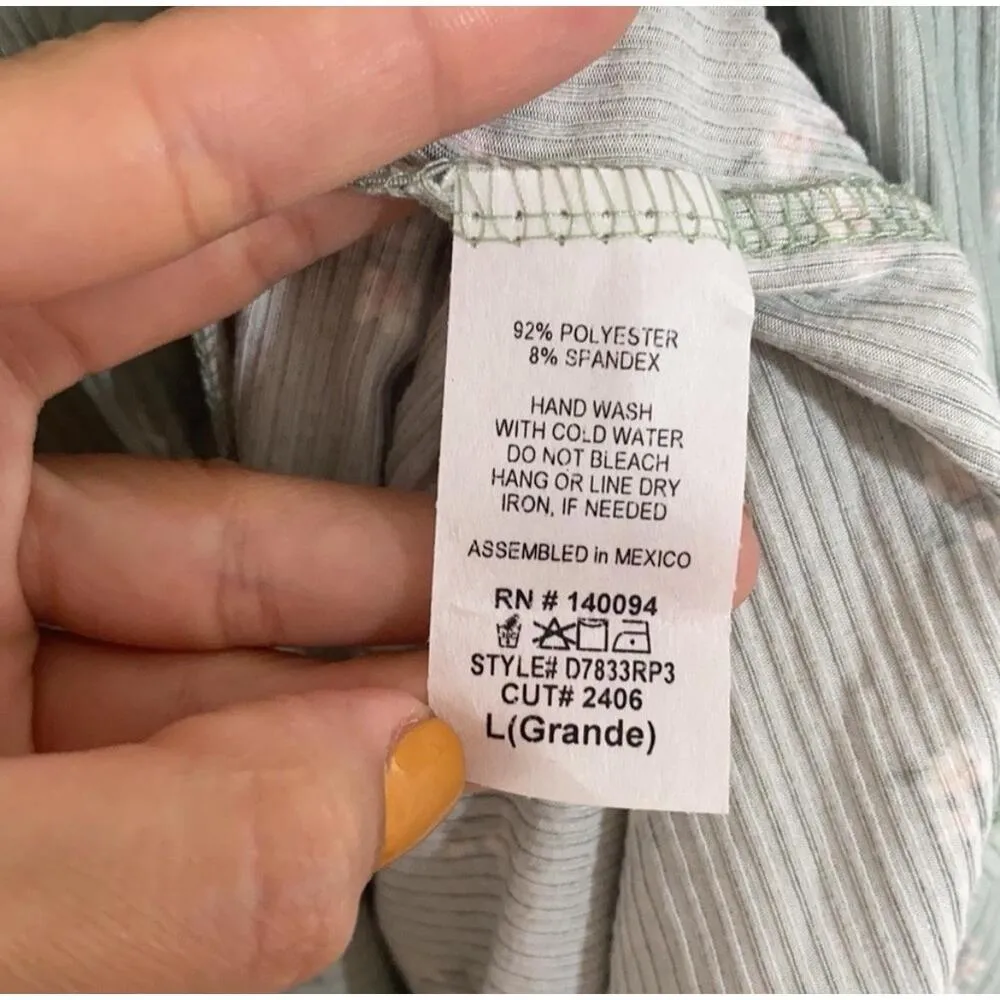 92% POLYESTER
8% SPANDEX
HAND WASH
WITH COLD WATER
DO NOT BLEACH
HANG OR LINE DRY
IRON, IF NEEDED
ASSEMBLED in MEXICO
RN # 140094
STYLE# D7833RP3
CUT# 2406
L(Grande)